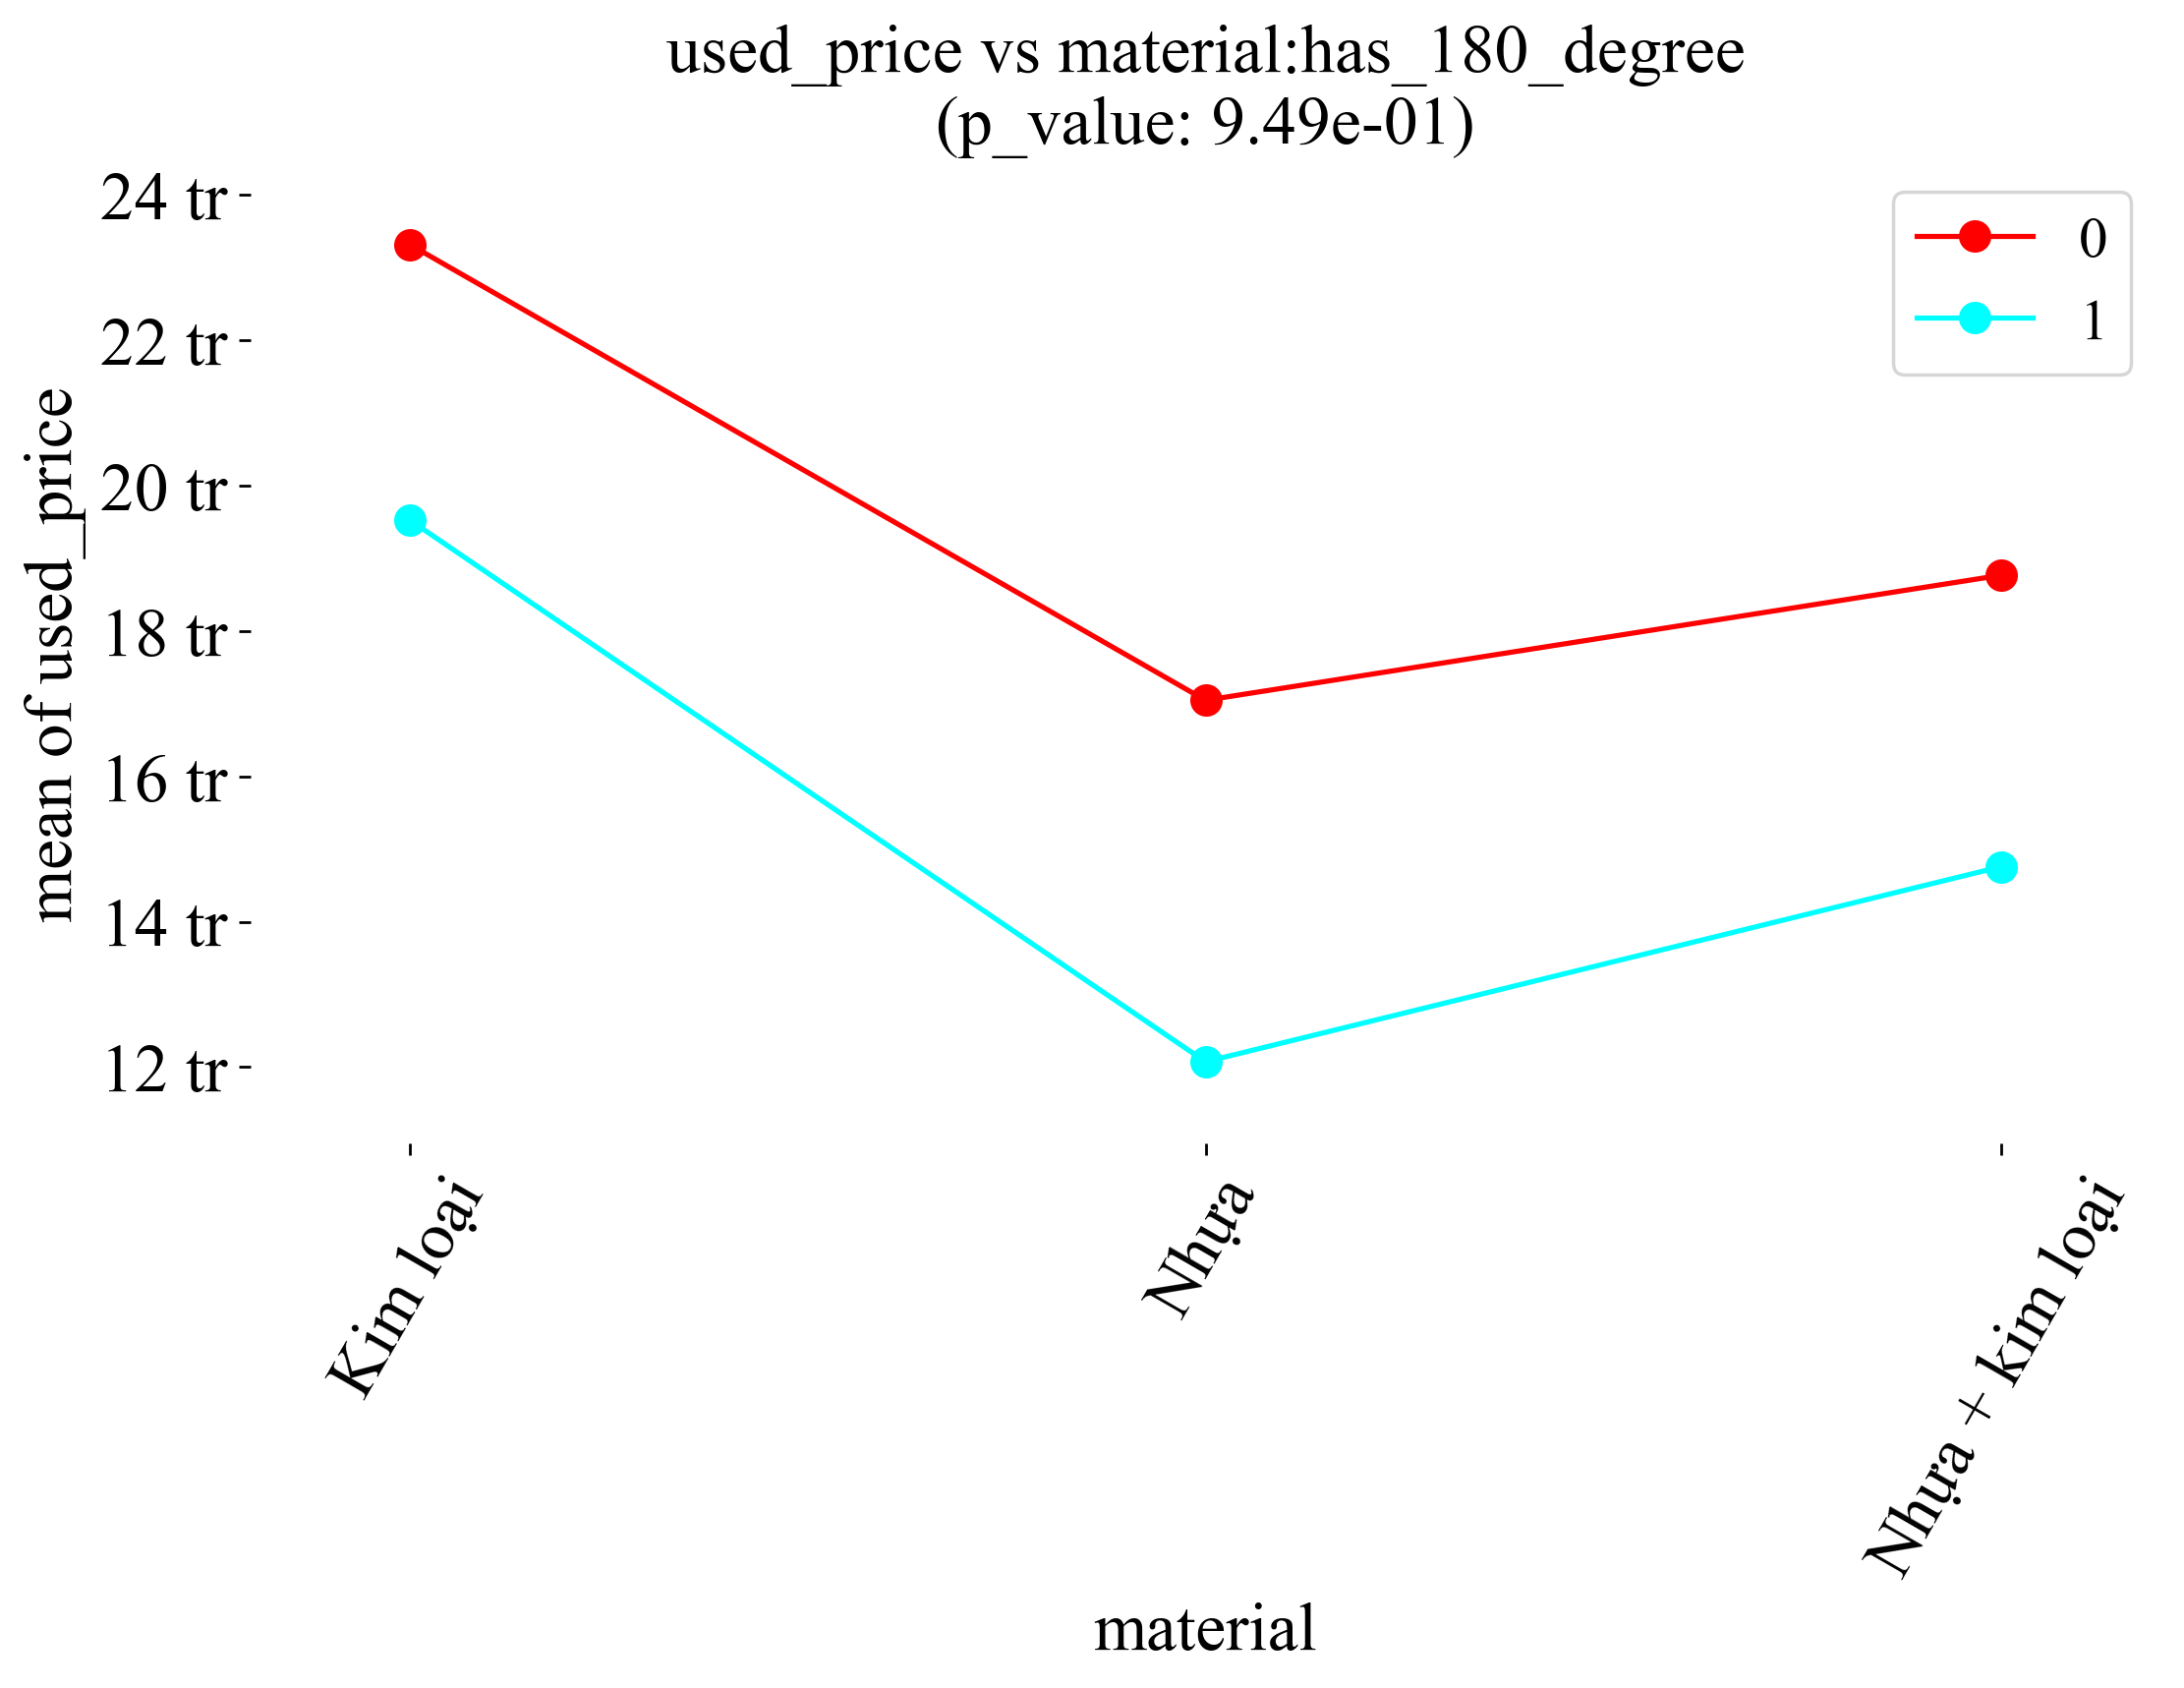 used_price vs material:has_180_degree
(p_value: 9.49e-01)
24 tr
22 tr
20 tr
18 tr
16 tr
14 tr
12 tr
mean of used_price
0
1
Kim loại
Nhựa
Nhựa + kim loại
material